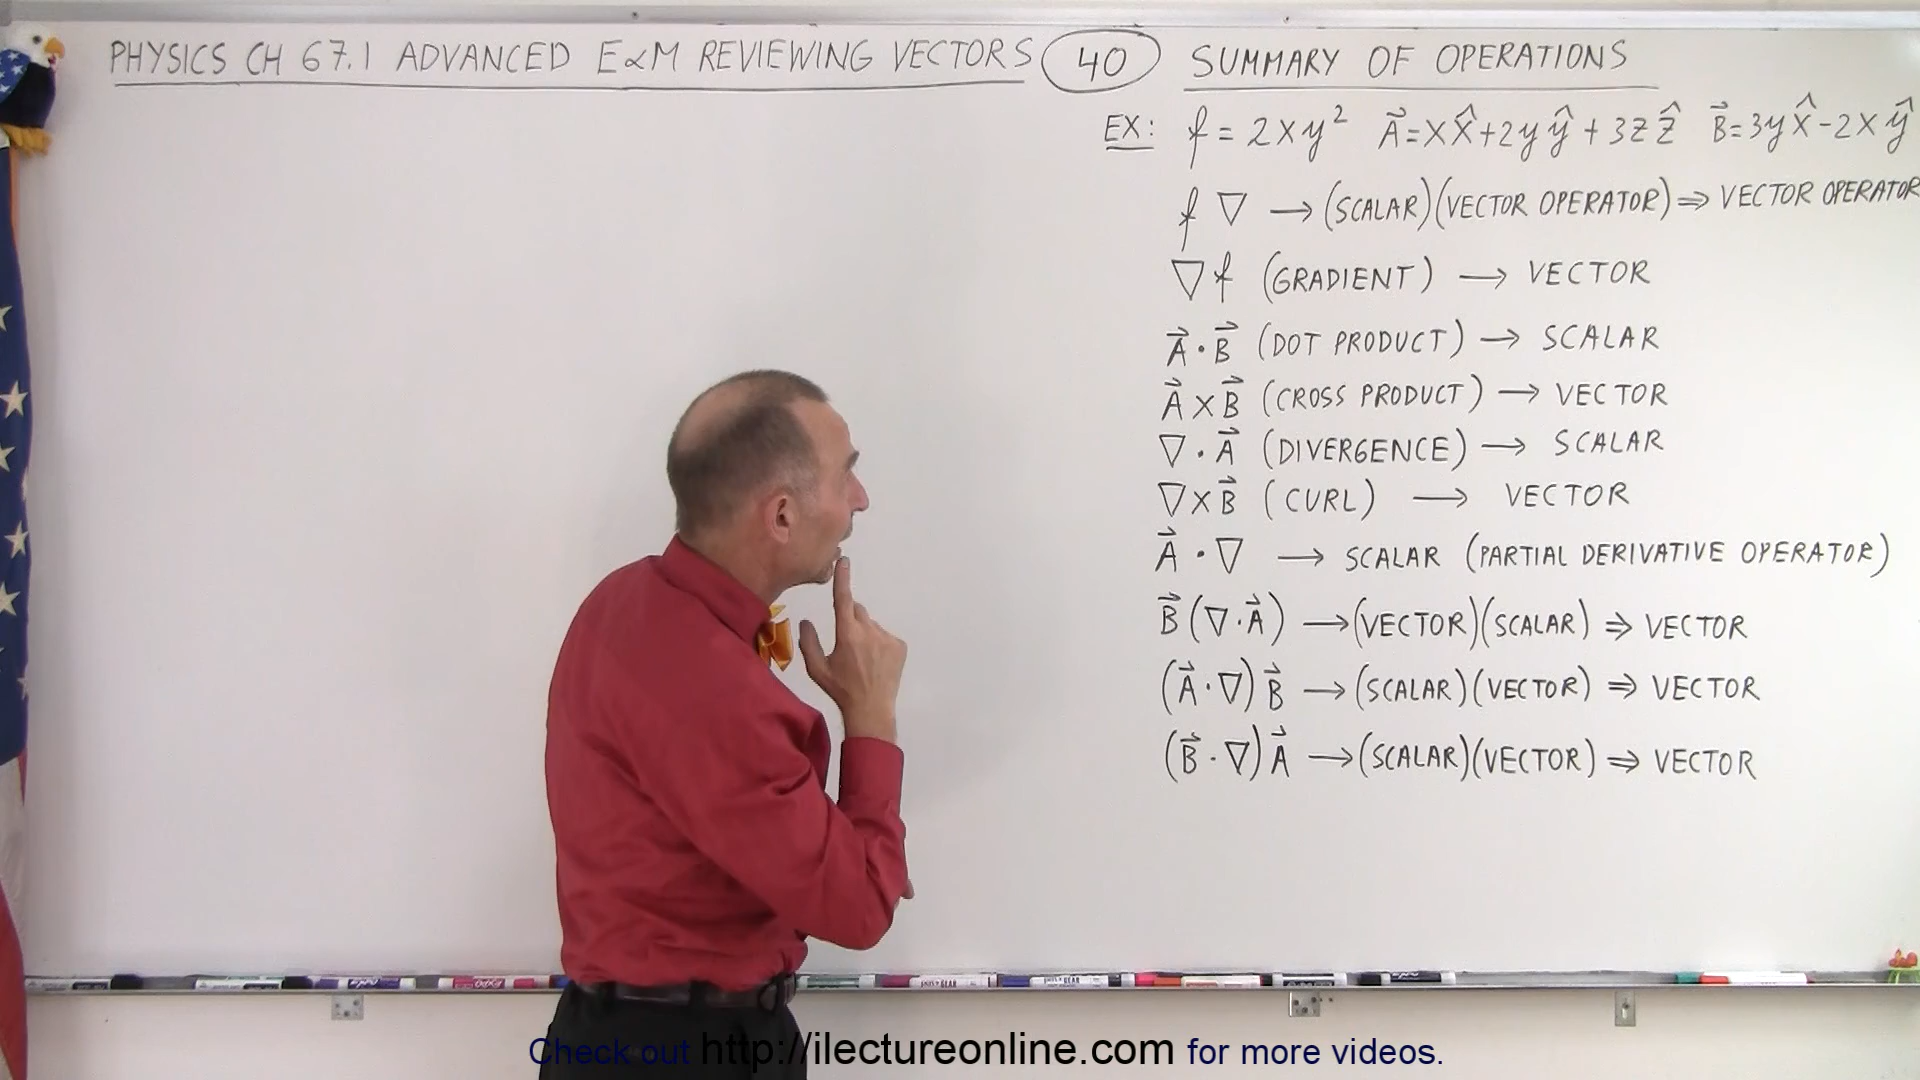 PHYSICS CH 67.1 ADVANCED E&M REVIEWING VECTORS 40 SUMMARY OF OPERATIONS
EX: f = 2xy² A⃗=xx̂+2yŷ+3zẑ B⃗=3yx̂-2xŷ
f ∇ → (SCALAR)(VECTOR OPERATOR) ⇒ VECTOR OPERATOR
∇f (GRADIENT) → VECTOR
A⃗·B⃗ (DOT PRODUCT) → SCALAR
A⃗×B⃗ (CROSS PRODUCT) → VECTOR
∇·A⃗ (DIVERGENCE) → SCALAR
∇×B⃗ (CURL) → VECTOR
A⃗·∇ → SCALAR (PARTIAL DERIVATIVE OPERATOR)
B⃗(∇·A⃗) → (VECTOR)(SCALAR) ⇒ VECTOR
(A⃗·∇)B⃗ → (SCALAR)(VECTOR) ⇒ VECTOR
(B⃗·∇)A⃗ → (SCALAR)(VECTOR) ⇒ VECTOR
Check out http://ilectureonline.com for more videos.